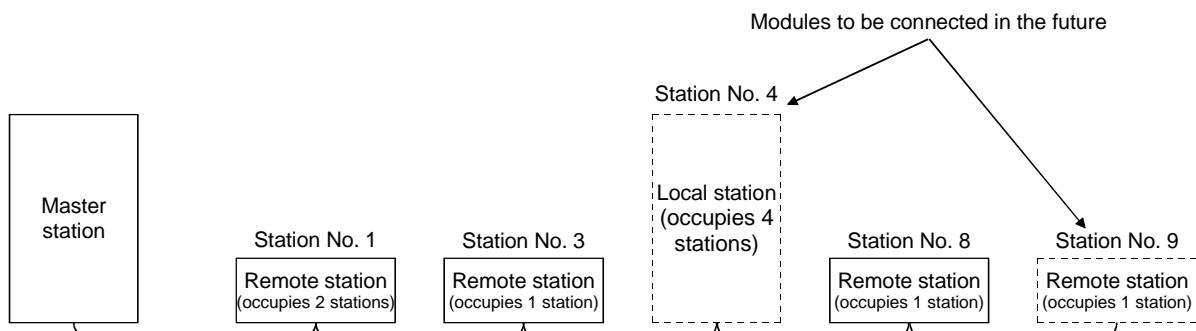 Modules to be connected in the future
Station No. 4
Master
station
Local station
(occupies 4
stations)
Station No. 1
Station No. 3
Station No. 8
Station No. 9
Remote station
(occupies 2 stations)
Remote station
(occupies 1 station)
Remote station
(occupies 1 station)
Remote station
(occupies 1 station)